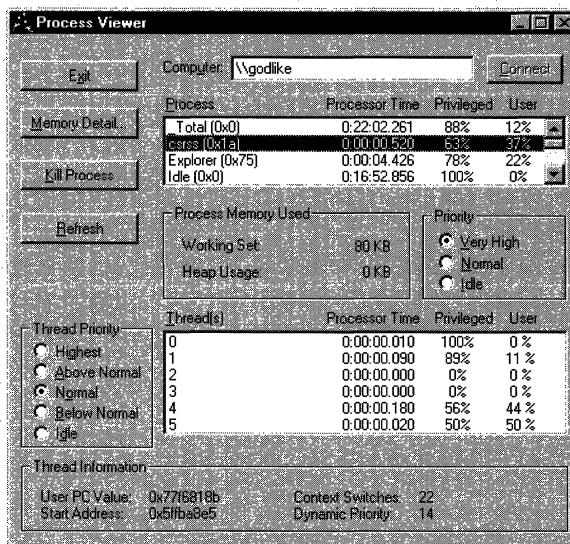 Process Viewer
Exit
Computer: \\godlike
Connect
Memory Detail...
Kill Process
Refresh
Process Processor Time Privileged User
_Total (0x0) 0:22:02.261 88% 12%
csrss (0x1a) 0:00:00.520 63% 37%
Explorer (0x75) 0:00:04.426 78% 22%
Idle (0x0) 0:16:52.856 100% 0%
Process Memory Used
Working Set: 80 KB
Heap Usage: 0 KB
Priority
Very High
Normal
Idle
Thread Priority
Highest
Above Normal
Normal
Below Normal
Idle
Thread(s) Processor Time Privileged User
0 0:00:00.010 100% 0 %
1 0:00:00.090 89% 11 %
2 0:00:00.000 0% 0 %
3 0:00:00.000 0% 0 %
4 0:00:00.180 56% 44 %
5 0:00:00.020 50% 50 %
Thread Information
User PC Value: 0x77f6818b Context Switches: 22
Start Address: 0x5ffba3e5 Dynamic Priority: 14